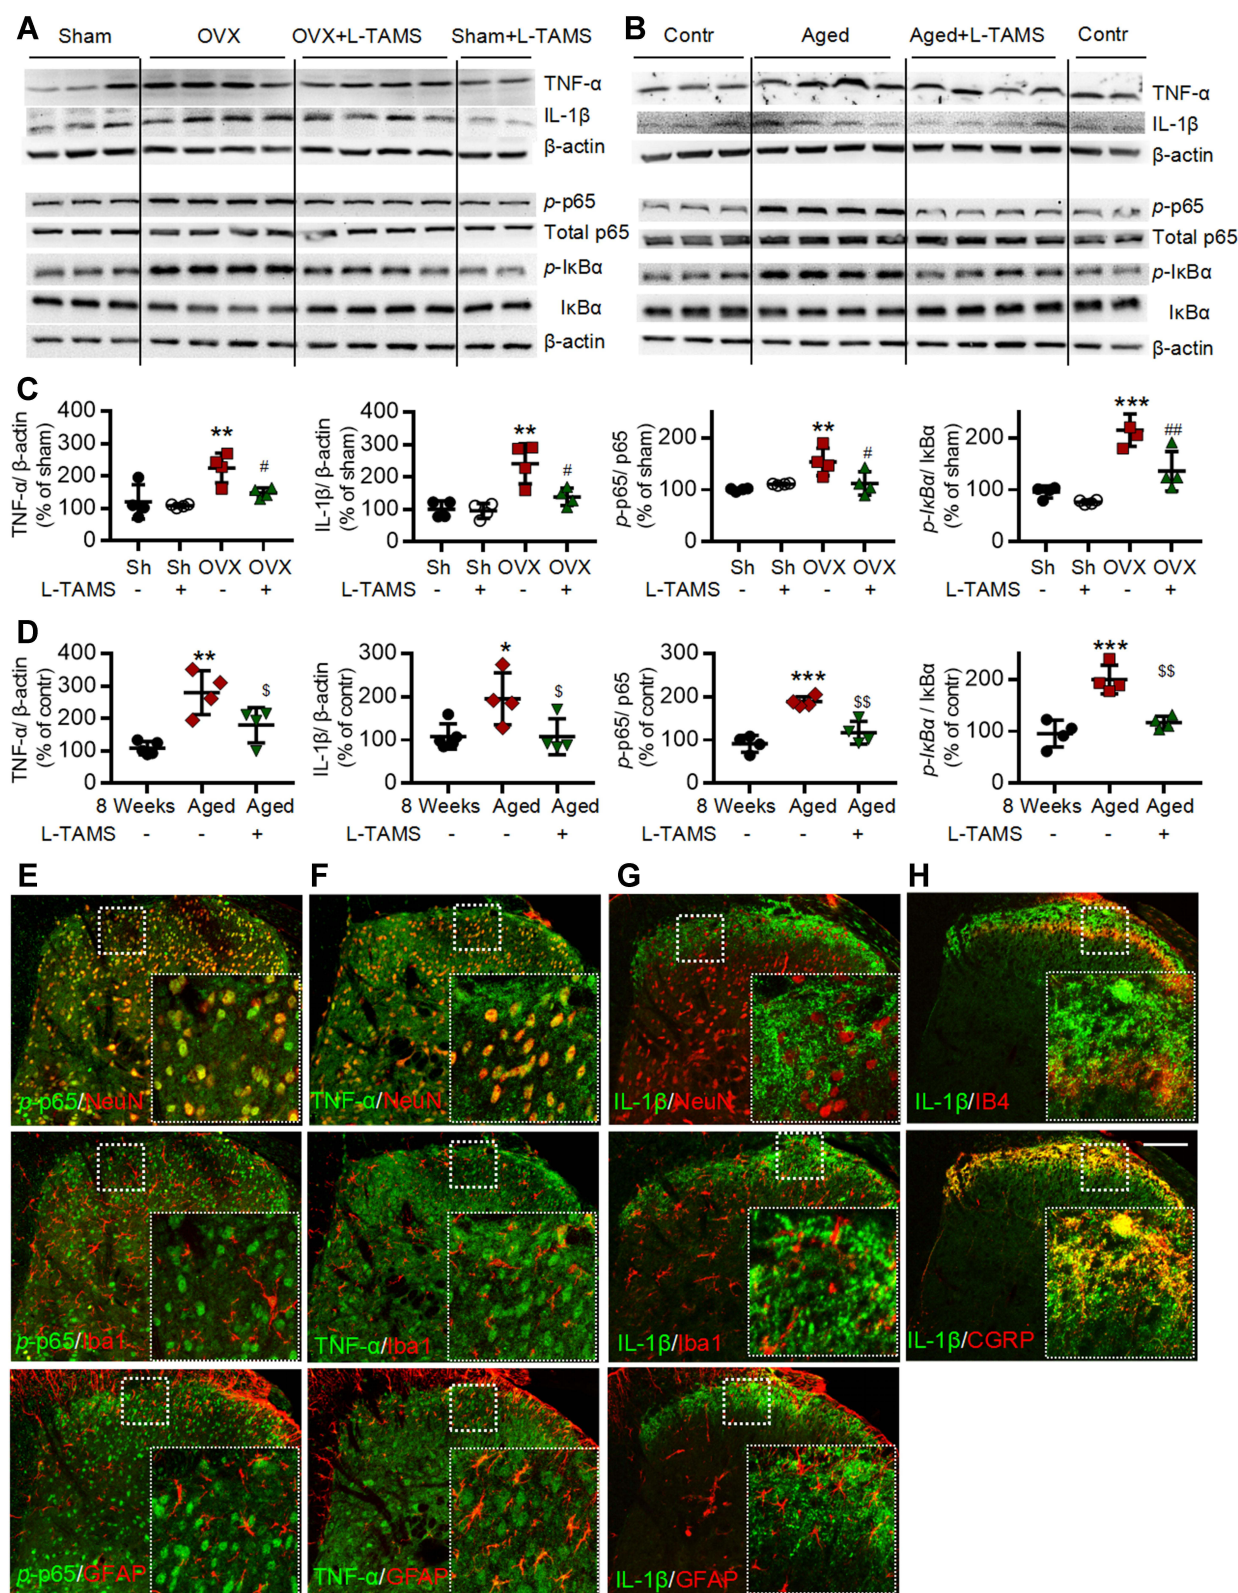 A
Sham OVX OVX+L-TAMS Sham+L-TAMS
TNF-α
IL-1β
β-actin
p-p65
Total p65
p-IκBα
IκBα
β-actin
B
Contr Aged Aged+L-TAMS Contr
TNF-α
IL-1β
β-actin
p-p65
Total p65
p-IκBα
IκBα
β-actin
C
TNF-α/ β-actin
(% of sham)
400
300
200
100
0
**
#
Sh Sh OVX OVX
L-TAMS - + - +
IL-1β/ β-actin
(% of sham)
400
300
200
100
0
**
#
Sh Sh OVX OVX
L-TAMS - + - +
p-p65/ p65
(% of sham)
200
100
0
**
#
Sh Sh OVX OVX
L-TAMS - + - +
p-IκBα/ IκBα
(% of sham)
200
100
0
***
##
Sh Sh OVX OVX
L-TAMS - + - +
D
TNF-α/ β-actin
(% of contr)
400
300
200
100
0
**
$
8 Weeks Aged Aged
L-TAMS - - +
IL-1β/ β-actin
(% of contr)
300
200
100
0
*
$
8 Weeks Aged Aged
L-TAMS - - +
p-p65/ p65
(% of contr)
300
200
100
0
***
$$
8 Weeks Aged Aged
L-TAMS - - +
p-IκBα / IκBα
(% of contr)
200
100
0
***
$$
8 Weeks Aged Aged
L-TAMS - - +
E
p-p65/NeuN
p-p65/Iba1
p-p65/GFAP
F
TNF-α/NeuN
TNF-α/Iba1
TNF-α/GFAP
G
IL-1β/NeuN
IL-1β/Iba1
IL-1β/GFAP
H
IL-1β/IB4
IL-1β/CGRP